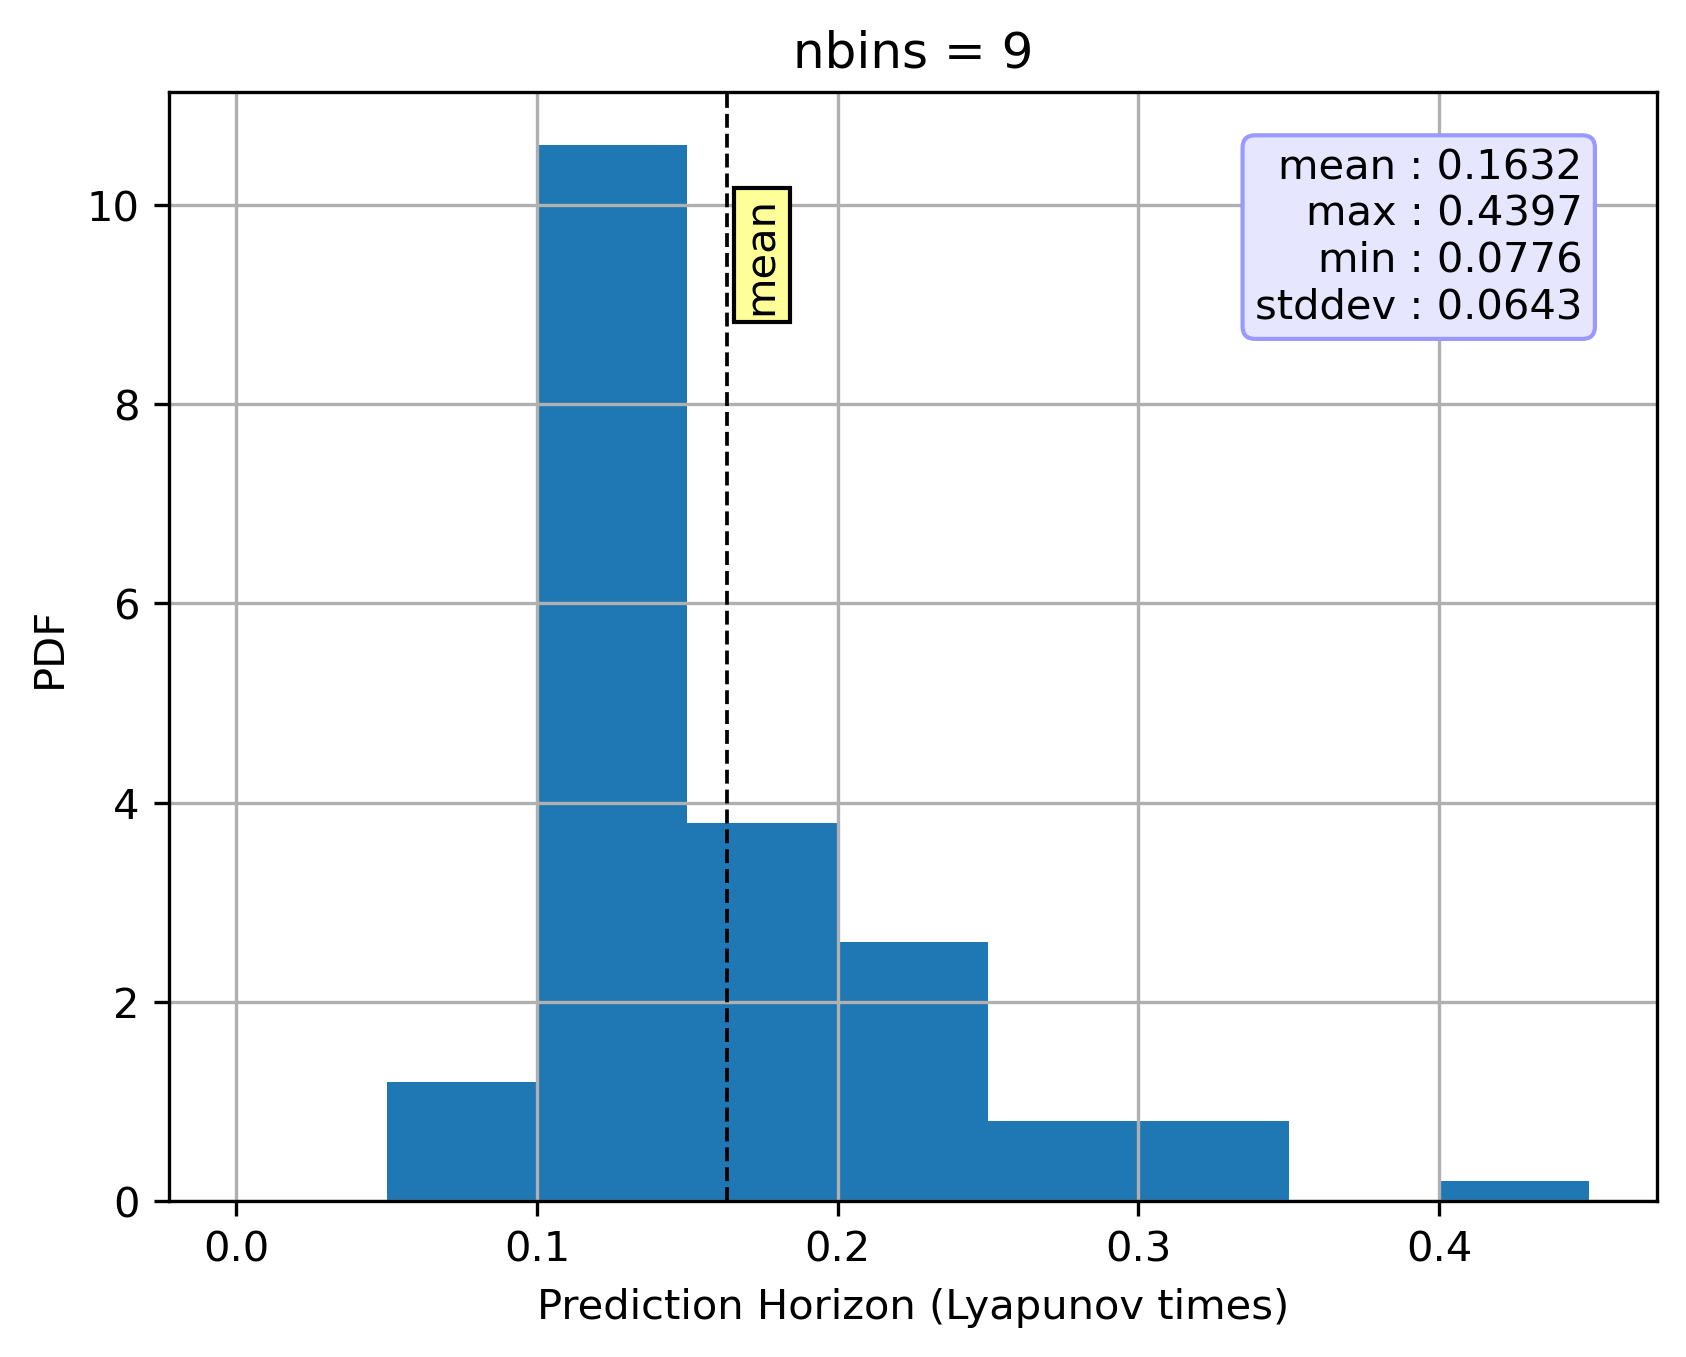 nbins = 9
mean : 0.1632
max : 0.4397
min : 0.0776
stddev : 0.0643
mean
PDF
10
8
6
4
2
0
0.0 0.1 0.2 0.3 0.4
Prediction Horizon (Lyapunov times)